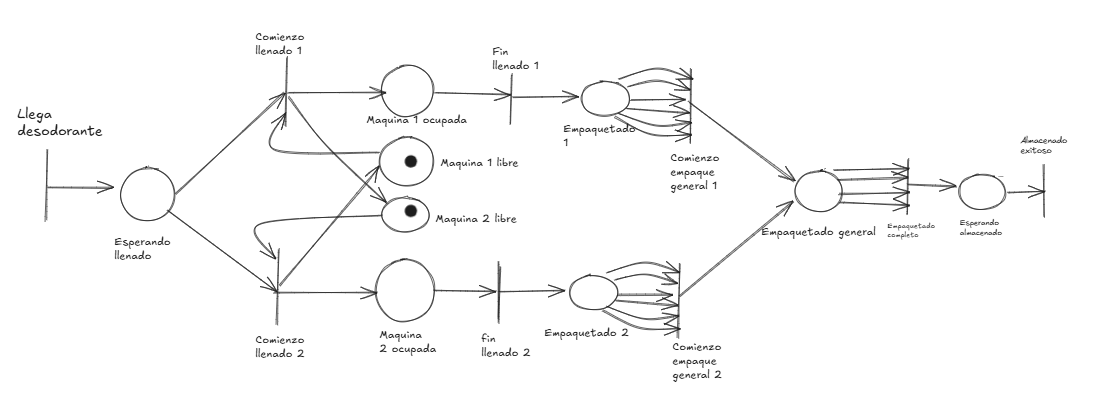 Comienzo
llenado 1
Fin
llenado 1
Llega
desodorante
Maquina 1 ocupada
Empaquetado
1
Almacenado
exitoso
Maquina 1 libre
Comienzo
empaque
general 1
Maquina 2 libre
Esperando
llenado
Empaquetado general
Empaquetado
completo
Esperando
almacenado
Comienzo
llenado 2
Maquina
2 ocupada
fin
llenado 2
Empaquetado 2
Comienzo
empaque
general 2